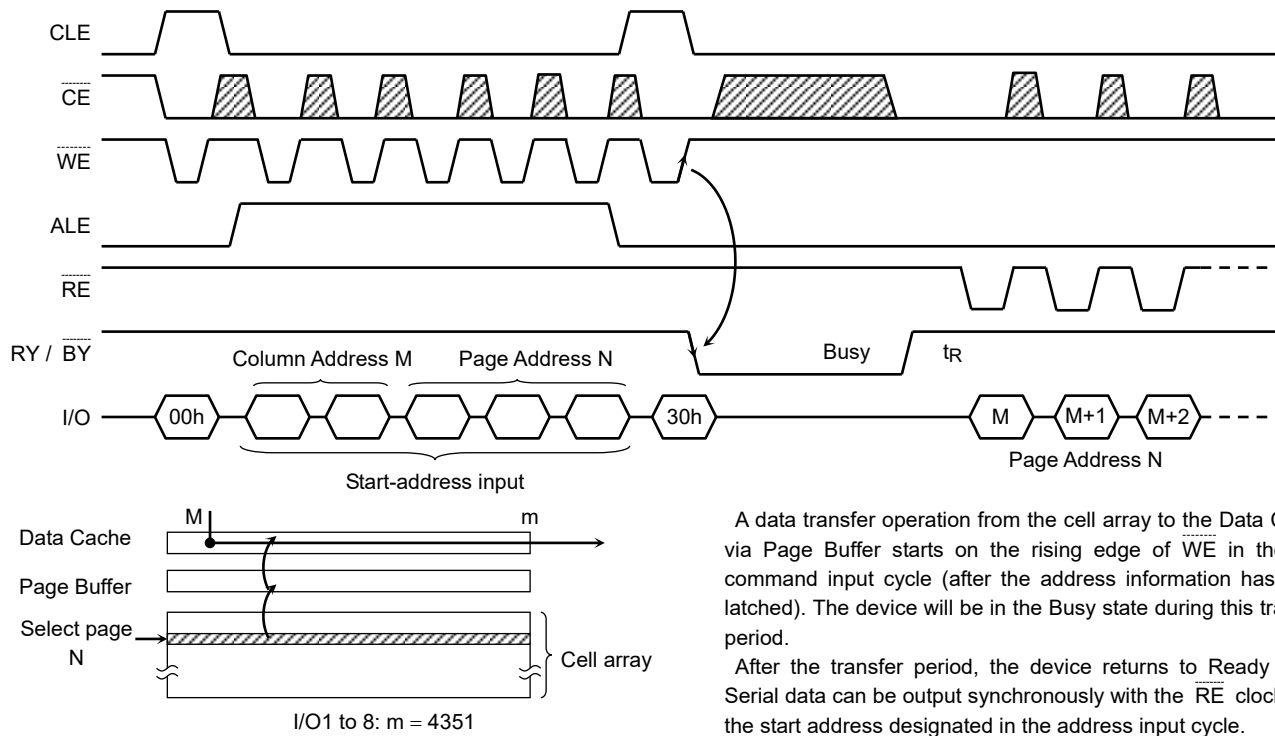 CLE
CE
WE
ALE
RE
RY / BY
Column Address M
Page Address N
Busy
tR
I/O
00h
30h
M
M+1
M+2
Page Address N
Start-address input
M
m
Data Cache
Page Buffer
Select page
N
Cell array
I/O1 to 8: m = 4351
A data transfer operation from the cell array to the Data
via Page Buffer starts on the rising edge of WE in the
command input cycle (after the address information has
latched). The device will be in the Busy state during this
period.
After the transfer period, the device returns to Ready
Serial data can be output synchronously with the RE
the start address designated in the address input cycle.